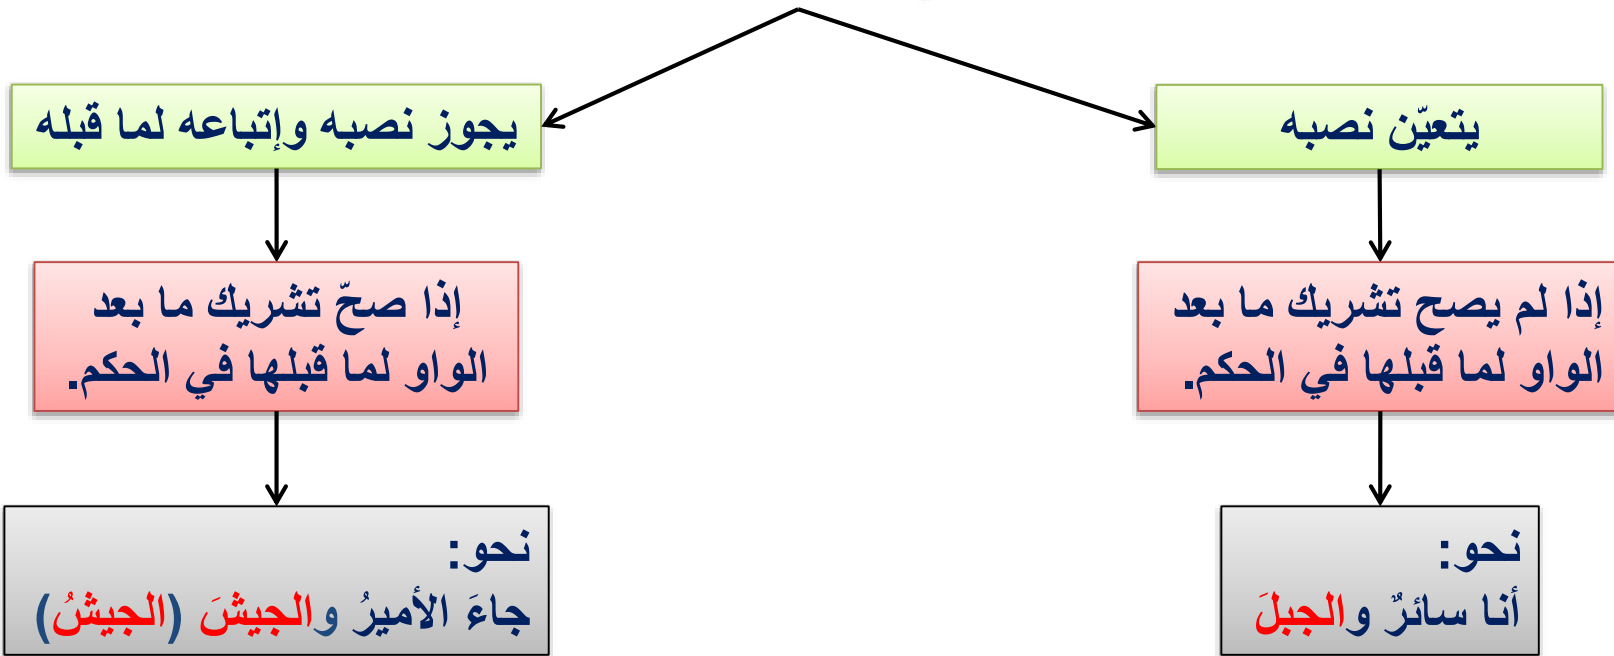 يتعيّن نصبه
إذا لم يصح تشريك ما بعد
الواو لما قبلها في الحكم.
نحو:
أنا سائرٌ والجبلَ
يجوز نصبه وإتباعه لما قبله
إذا صحّ تشريك ما بعد
الواو لما قبلها في الحكم.
نحو:
جاءَ الأميرُ والجيشَ (الجيشُ)